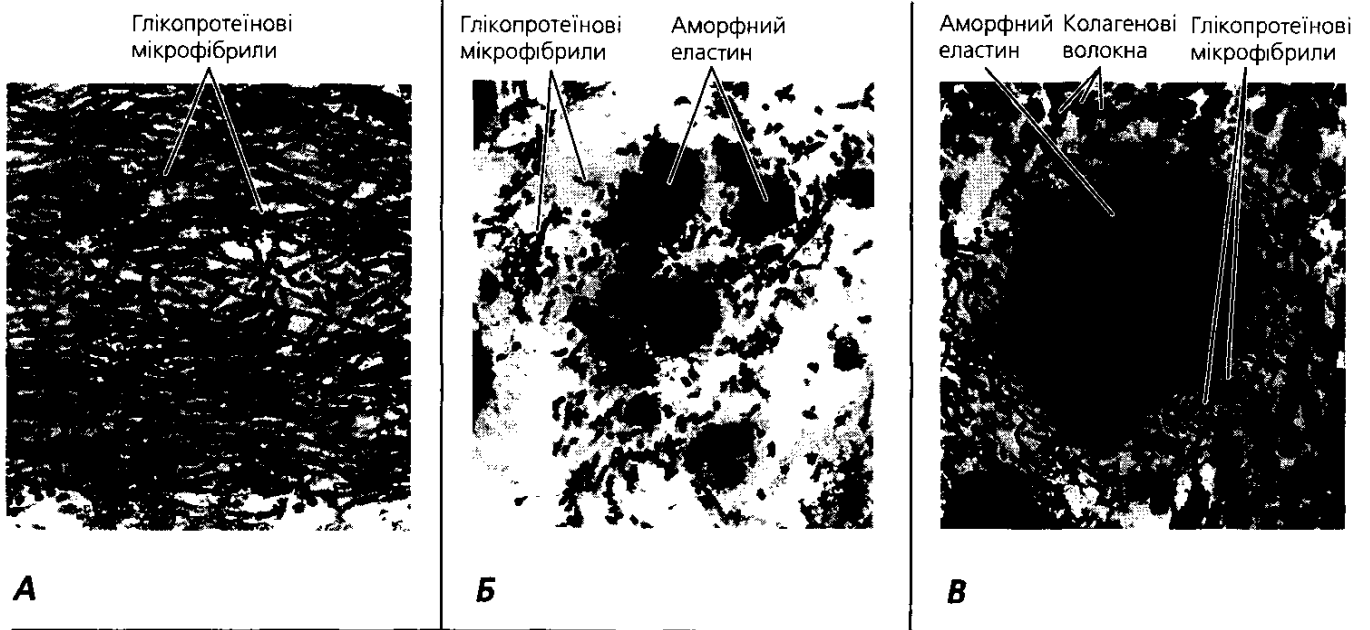 Глікопротеїнові
мікрофібрили
Глікопротеїнові
мікрофібрили
Аморфний
еластин
Аморфний
еластин
Колагенові
волокна
Глікопротеїнові
мікрофібрили
А
Б
В